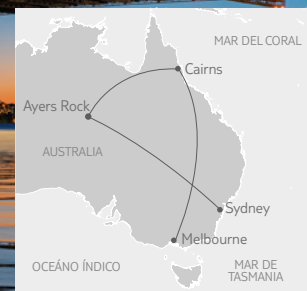 MAR DEL CORAL
Cairns
Ayers Rock
AUSTRALIA
Sydney
Melbourne
OCEÁNO ÍNDICO
MAR DE
TASMANIA